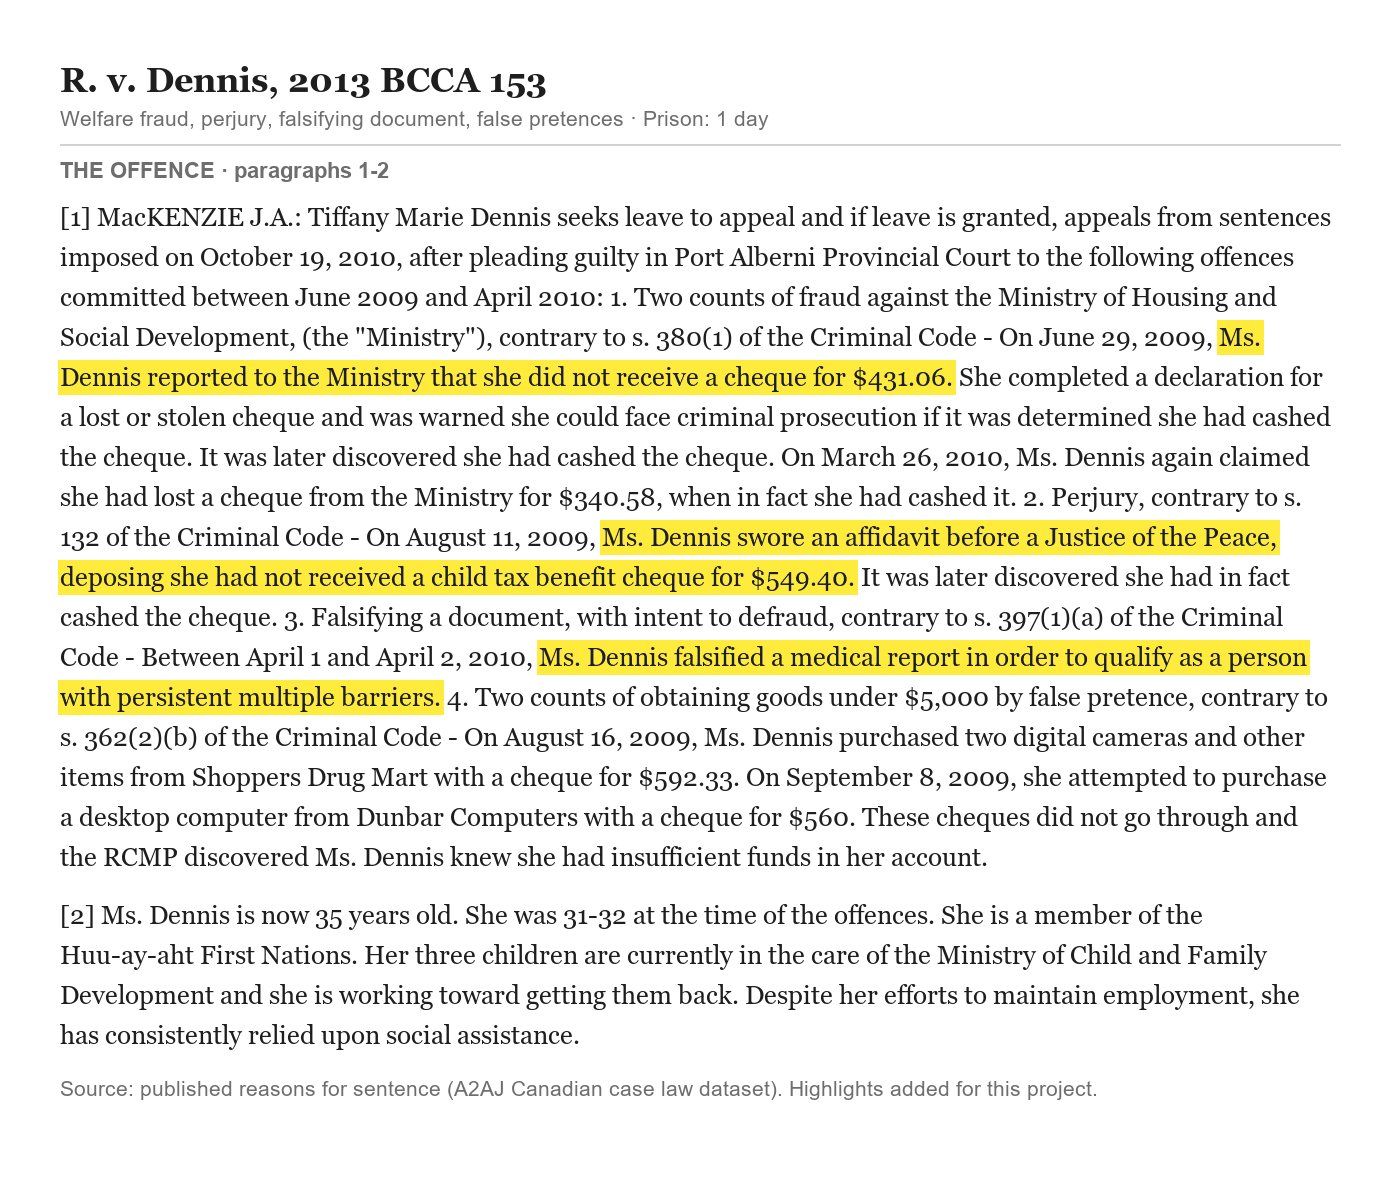 R. v. Dennis, 2013 BCCA 153
Welfare fraud, perjury, falsifying document, false pretences · Prison: 1 day
THE OFFENCE · paragraphs 1-2
[1] MacKENZIE J.A.: Tiffany Marie Dennis seeks leave to appeal and if leave is granted, appeals from sentences
imposed on October 19, 2010, after pleading guilty in Port Alberni Provincial Court to the following offences
committed between June 2009 and April 2010: 1. Two counts of fraud against the Ministry of Housing and
Social Development, (the "Ministry"), contrary to s. 380(1) of the Criminal Code - On June 29, 2009, Ms.
Dennis reported to the Ministry that she did not receive a cheque for $431.06. She completed a declaration for
a lost or stolen cheque and was warned she could face criminal prosecution if it was determined she had cashed
the cheque. It was later discovered she had cashed the cheque. On March 26, 2010, Ms. Dennis again claimed
she had lost a cheque from the Ministry for $340.58, when in fact she had cashed it. 2. Perjury, contrary to s.
132 of the Criminal Code - On August 11, 2009, Ms. Dennis swore an affidavit before a Justice of the Peace,
deposing she had not received a child tax benefit cheque for $549.40. It was later discovered she had in fact
cashed the cheque. 3. Falsifying a document, with intent to defraud, contrary to s. 397(1)(a) of the Criminal
Code - Between April 1 and April 2, 2010, Ms. Dennis falsified a medical report in order to qualify as a person
with persistent multiple barriers. 4. Two counts of obtaining goods under $5,000 by false pretence, contrary to
s. 362(2)(b) of the Criminal Code - On August 16, 2009, Ms. Dennis purchased two digital cameras and other
items from Shoppers Drug Mart with a cheque for $592.33. On September 8, 2009, she attempted to purchase
a desktop computer from Dunbar Computers with a cheque for $560. These cheques did not go through and
the RCMP discovered Ms. Dennis knew she had insufficient funds in her account.
[2] Ms. Dennis is now 35 years old. She was 31-32 at the time of the offences. She is a member of the
Huu-ay-aht First Nations. Her three children are currently in the care of the Ministry of Child and Family
Development and she is working toward getting them back. Despite her efforts to maintain employment, she
has consistently relied upon social assistance.
Source: published reasons for sentence (A2AJ Canadian case law dataset). Highlights added for this project.